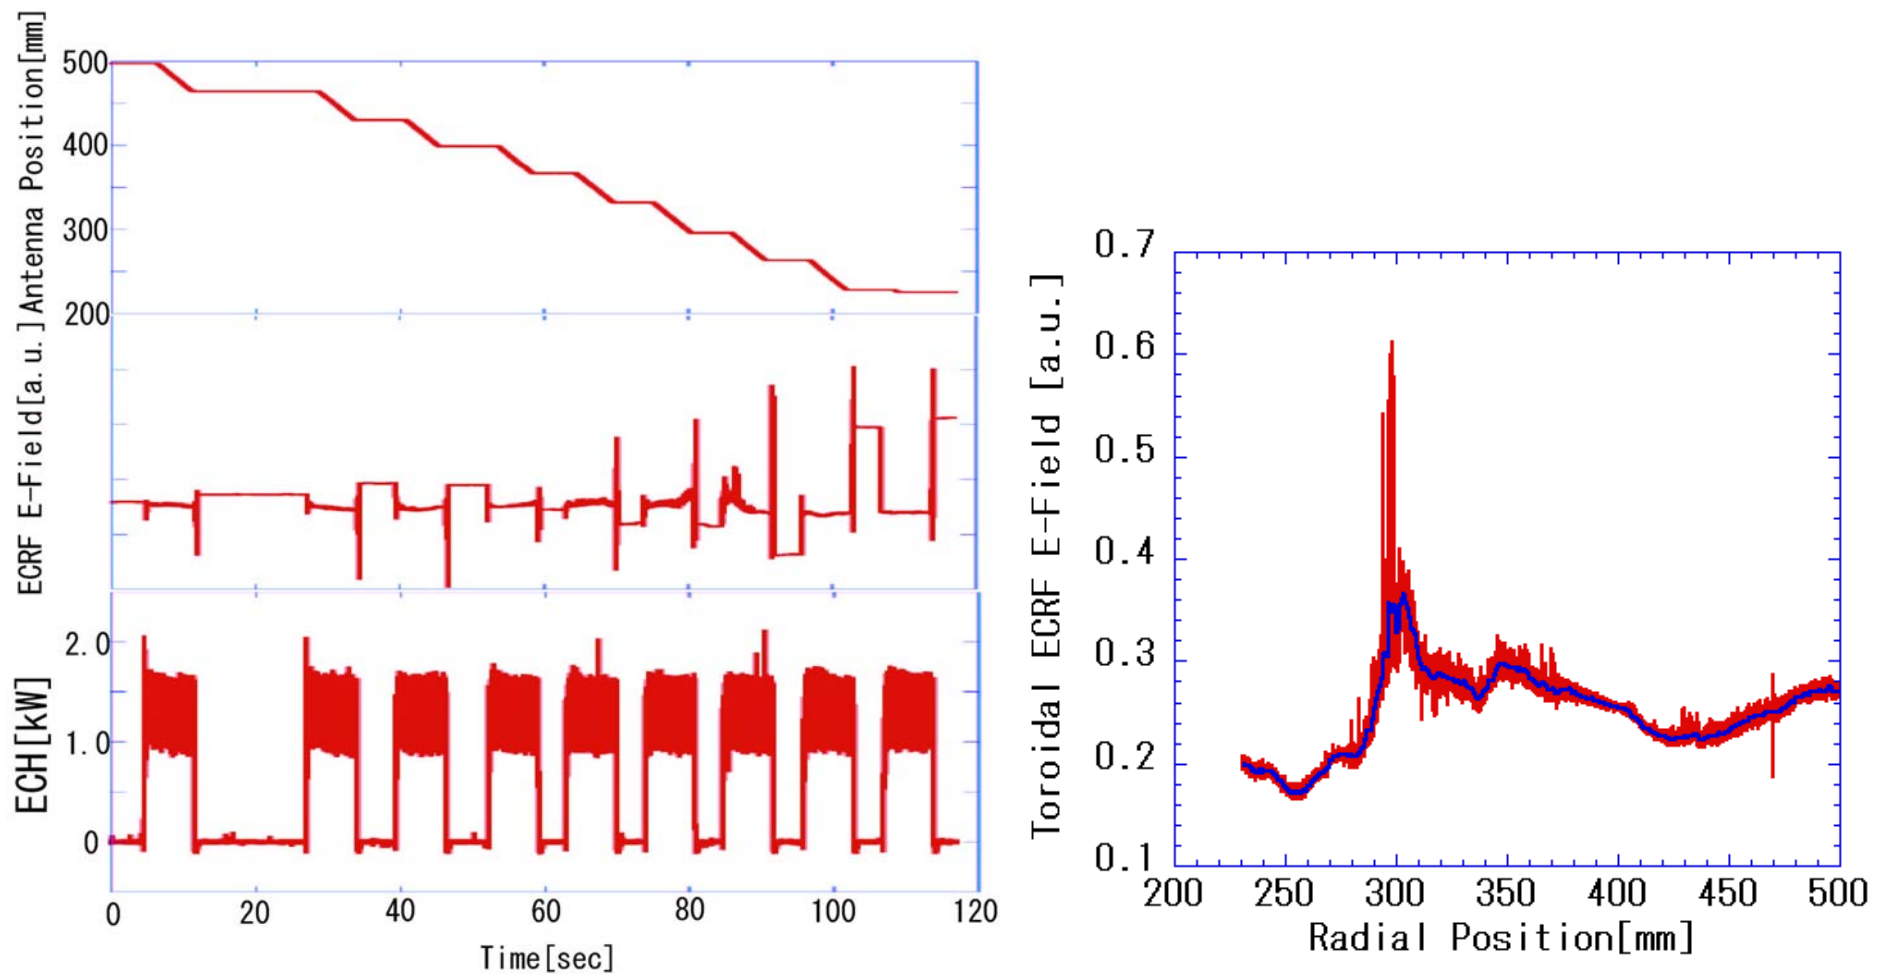 Antenna Position[mm]
500
400
300
200
ECRF E-Field[a.u.]
ECH[kW]
2.0
1.0
0
0 20 40 60 80 100 120
Time[sec]
Toroidal ECRF E-Field [a.u.]
0.7
0.6
0.5
0.4
0.3
0.2
0.1
200 250 300 350 400 450 500
Radial Position[mm]